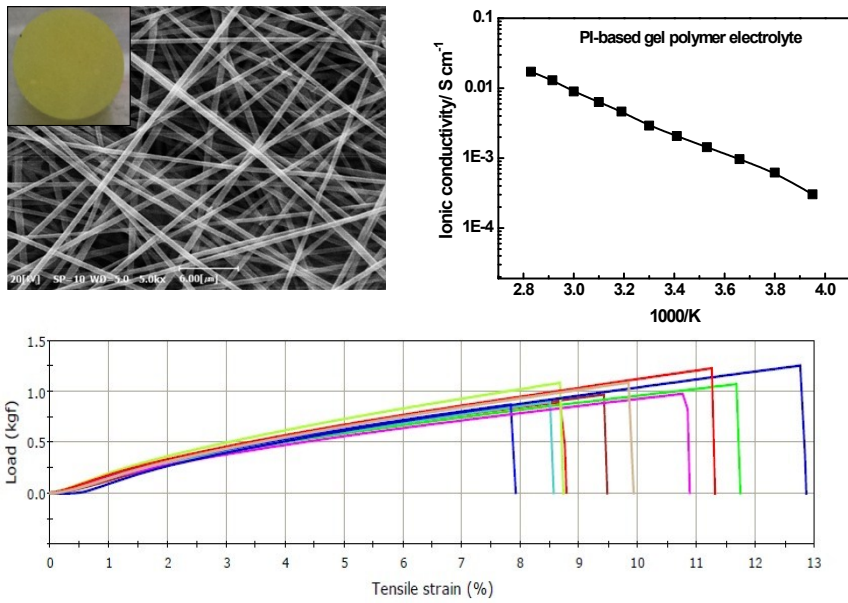 20[kV] SP=10 WD=5.0 5.0kx 6.00[μm]
PI-based gel polymer electrolyte
Ionic conductivity/ S cm⁻¹
0.1
0.01
1E-3
1E-4
2.8 3.0 3.2 3.4 3.6 3.8 4.0
1000/K
Load (kgf)
1.5
1.0
0.5
0.0
0 1 2 3 4 5 6 7 8 9 10 11 12 13
Tensile strain (%)